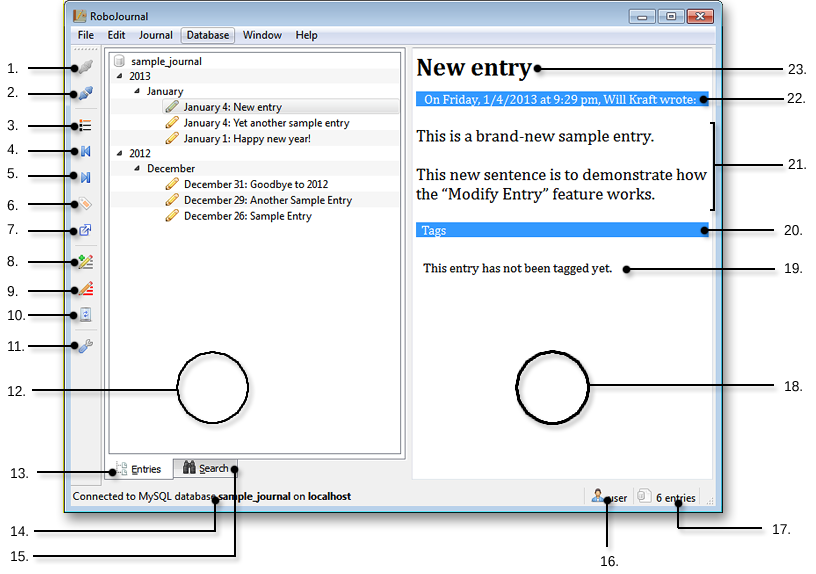 RoboJournal
File Edit Journal Database Window Help
sample_journal
2013
January
January 4: New entry
January 4: Yet another sample entry
January 1: Happy new year!
2012
December
December 31: Goodbye to 2012
December 29: Another Sample Entry
December 26: Sample Entry
Entries Search
Connected to MySQL database sample_journal on localhost
New entry
On Friday, 1/4/2013 at 9:29 pm, Will Kraft wrote:
This is a brand-new sample entry.
This new sentence is to demonstrate how
the “Modify Entry” feature works.
Tags
This entry has not been tagged yet.
user 6 entries
1.
2.
3.
4.
5.
6.
7.
8.
9.
10.
11.
12.
13.
14.
15.
16.
17.
18.
19.
20.
21.
22.
23.